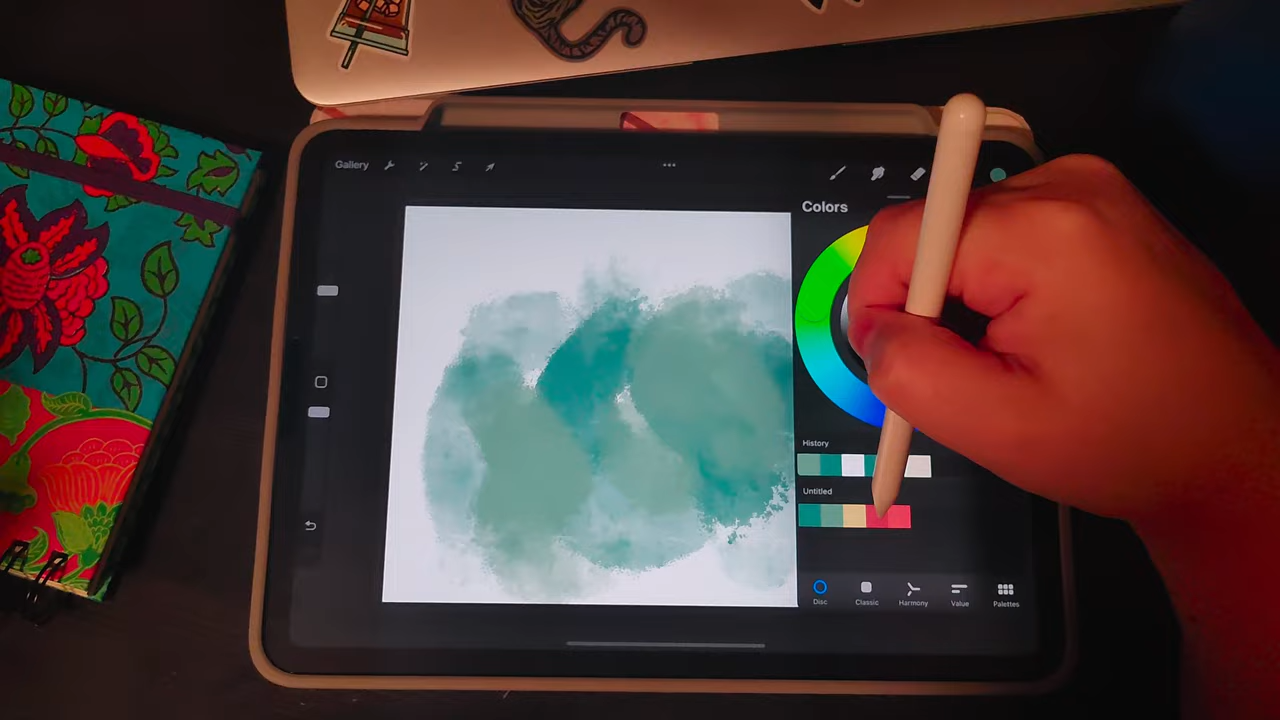 Gallery
Colors
History
Untitled
Disc
Classic
Harmony
Value
Palettes